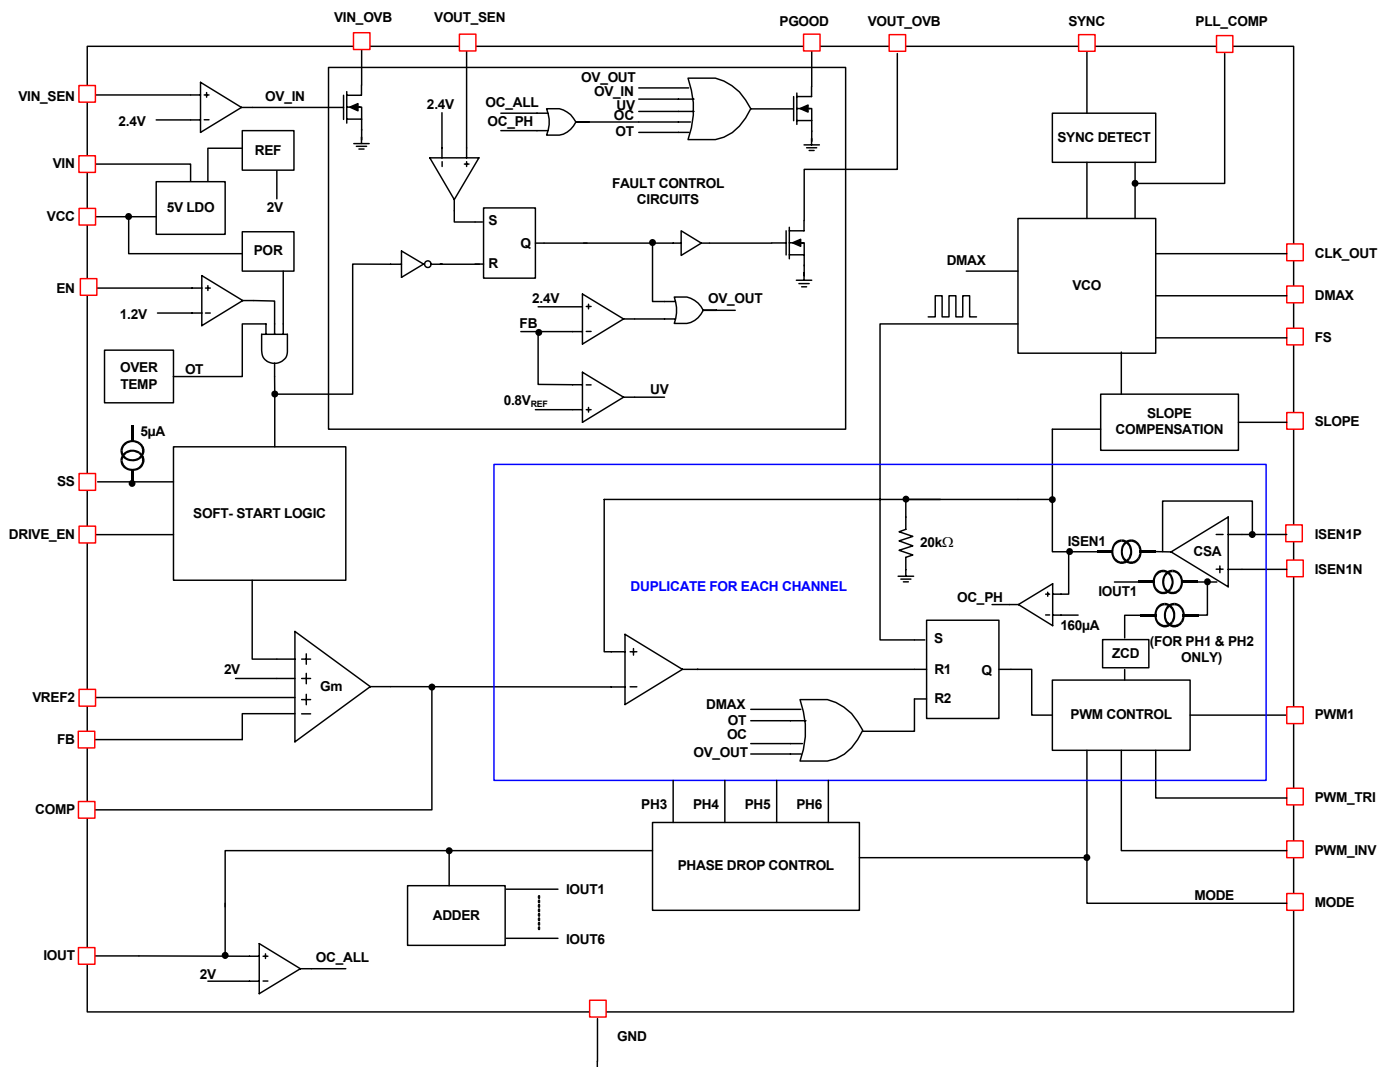 VIN_OVB
VOUT_SEN
PGOOD
VOUT_OVB
SYNC
PLL_COMP
VIN_SEN
+
−
2.4V
OV_IN
2.4V
OC_ALL
OC_PH
OV_OUT
OV_IN
UV
OC
OT
SYNC DETECT
VIN
REF
2V
5V LDO
VCC
POR
− +
FAULT CONTROL
CIRCUITS
S
R
Q
EN
+
−
1.2V
OVER
TEMP
OT
2.4V
FB
+
−
OV_OUT
0.8VREF
−
+
UV
DMAX
VCO
CLK_OUT
DMAX
FS
SLOPE
COMPENSATION
SLOPE
5µA
SS
DRIVE_EN
SOFT- START LOGIC
20kΩ
DUPLICATE FOR EACH CHANNEL
ISEN1
CSA
−
+
ISEN1P
ISEN1N
IOUT1
OC_PH
+
−
160µA
(FOR PH1 & PH2
ONLY)
ZCD
2V
+
+
+
−
Gm
VREF2
FB
+
−
S
R1
R2
Q
DMAX
OT
OC
OV_OUT
PWM CONTROL
PWM1
COMP
PH3
PH4
PH5
PH6
PWM_TRI
PWM_INV
PHASE DROP CONTROL
MODE
MODE
ADDER
IOUT1
IOUT6
IOUT
+
−
2V
OC_ALL
GND